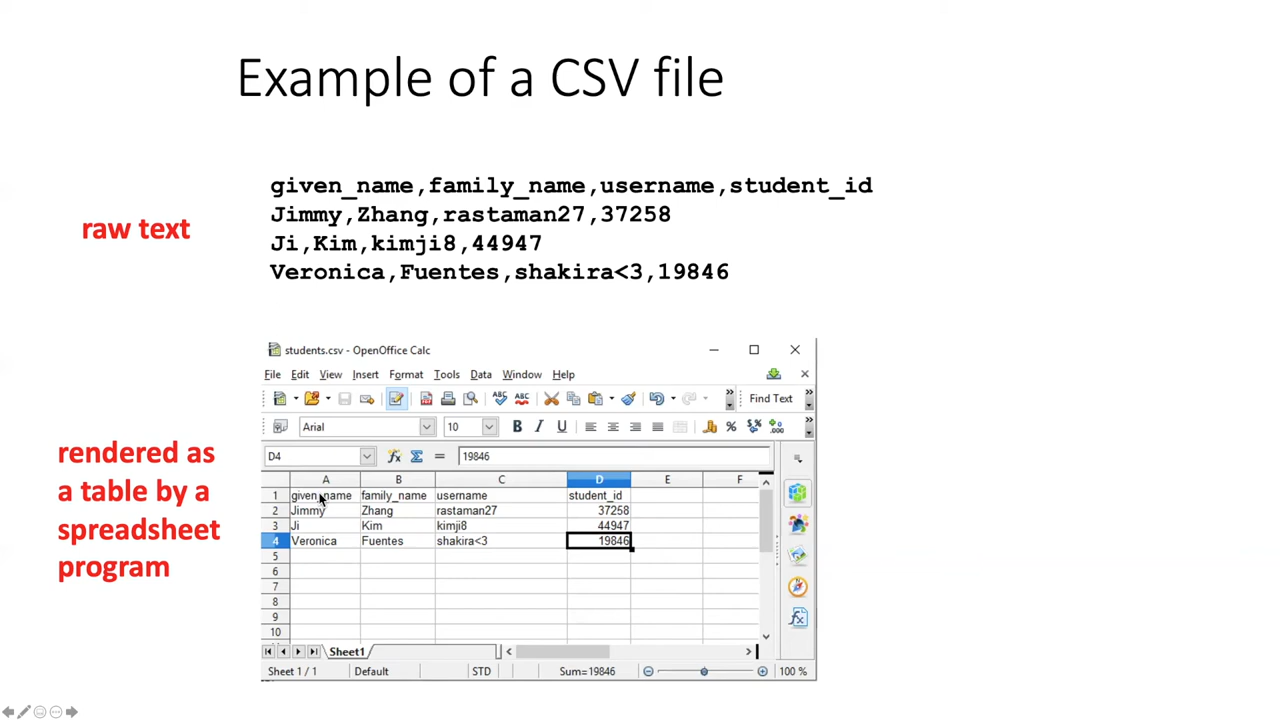 Example of a CSV file
raw text
given_name,family_name,username,student_id
Jimmy,Zhang,rastaman27,37258
Ji,Kim,kimji8,44947
Veronica,Fuentes,shakira<3,19846
rendered as
a table by a
spreadsheet
program
students.csv - OpenOffice Calc
File Edit View Insert Format Tools Data Window Help
ABC ABC Find Text
Arial 10 B I U % .000
D4 19846
A B C D E F
1 given_name family_name username student_id
2 Jimmy Zhang rastaman27 37258
3 Ji Kim kimji8 44947
4 Veronica Fuentes shakira<3 19846
5
6
7
8
9
10
Sheet1
Sheet 1 / 1 Default STD Sum=19846 100 %